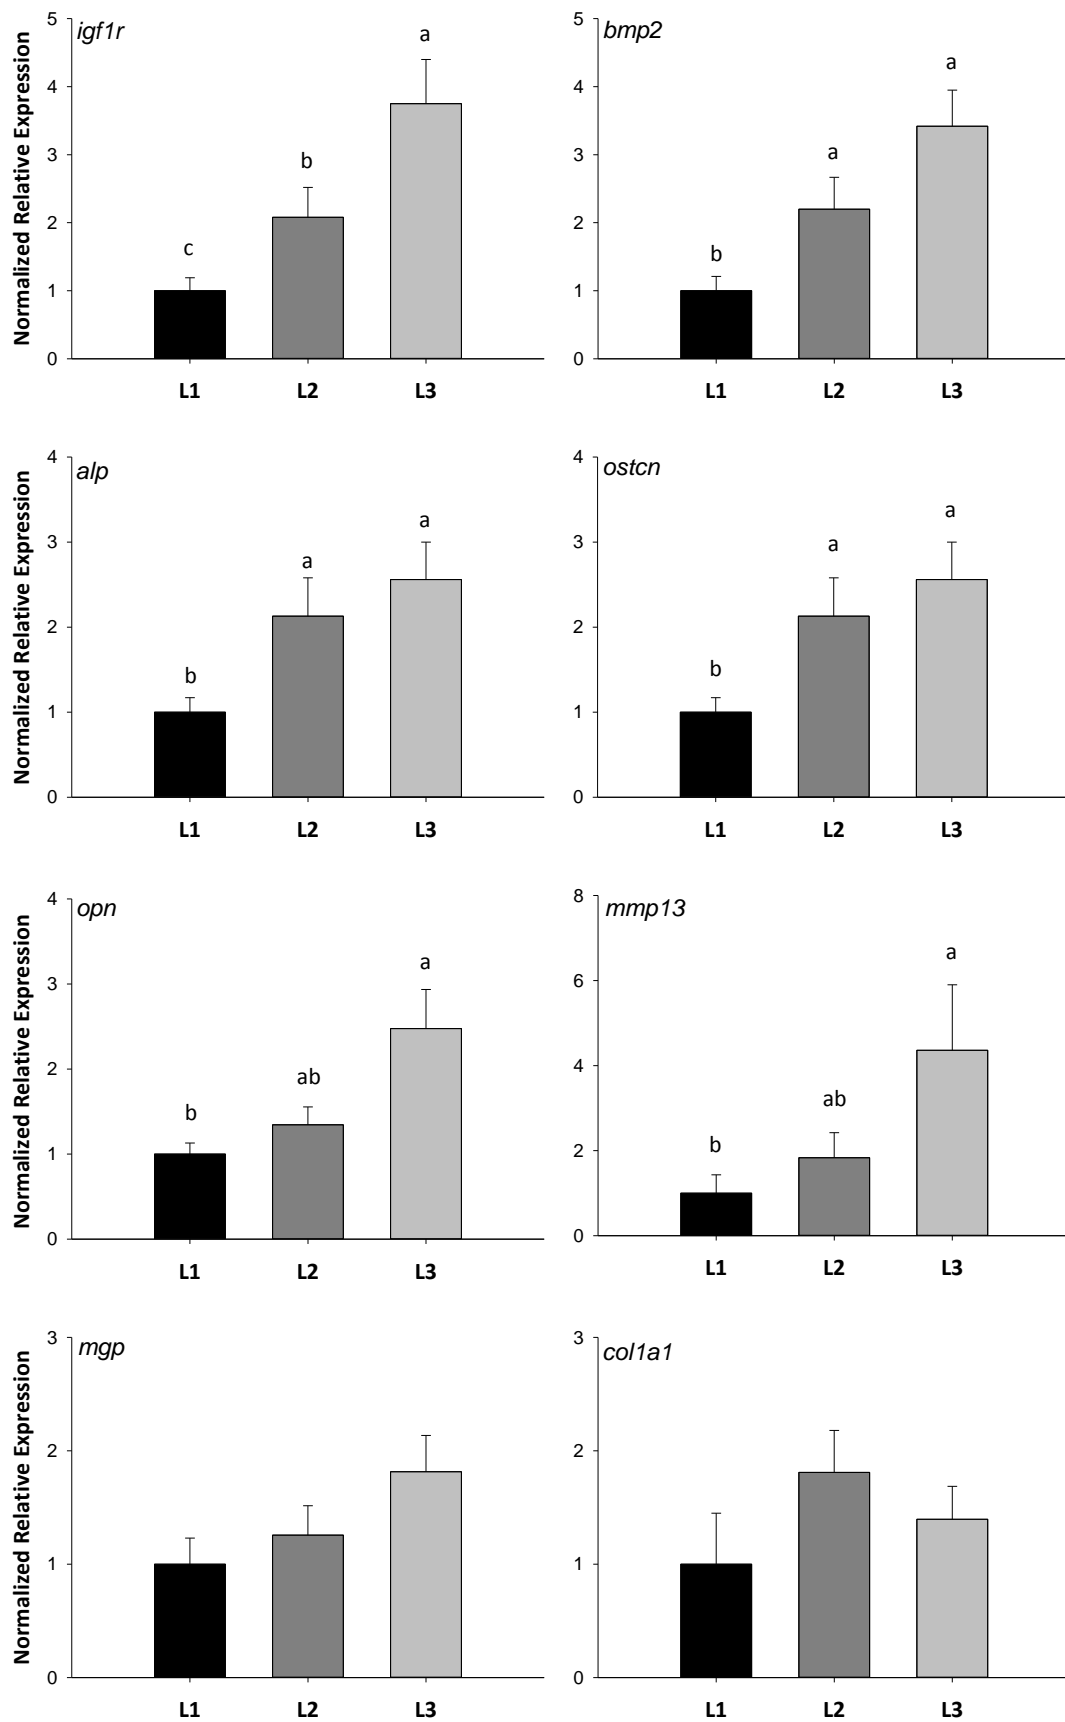 igf1r
Normalized Relative Expression
5
4
3
2
1
0
c
b
a
L1 L2 L3
bmp2
5
4
3
2
1
0
b
a
a
L1 L2 L3
alp
Normalized Relative Expression
4
3
2
1
0
b
a
a
L1 L2 L3
ostcn
4
3
2
1
0
b
a
a
L1 L2 L3
opn
Normalized Relative Expression
4
3
2
1
0
b
ab
a
L1 L2 L3
mmp13
8
6
4
2
0
b
ab
a
L1 L2 L3
mgp
Normalized Relative Expression
3
2
1
0
L1 L2 L3
col1a1
3
2
1
0
L1 L2 L3